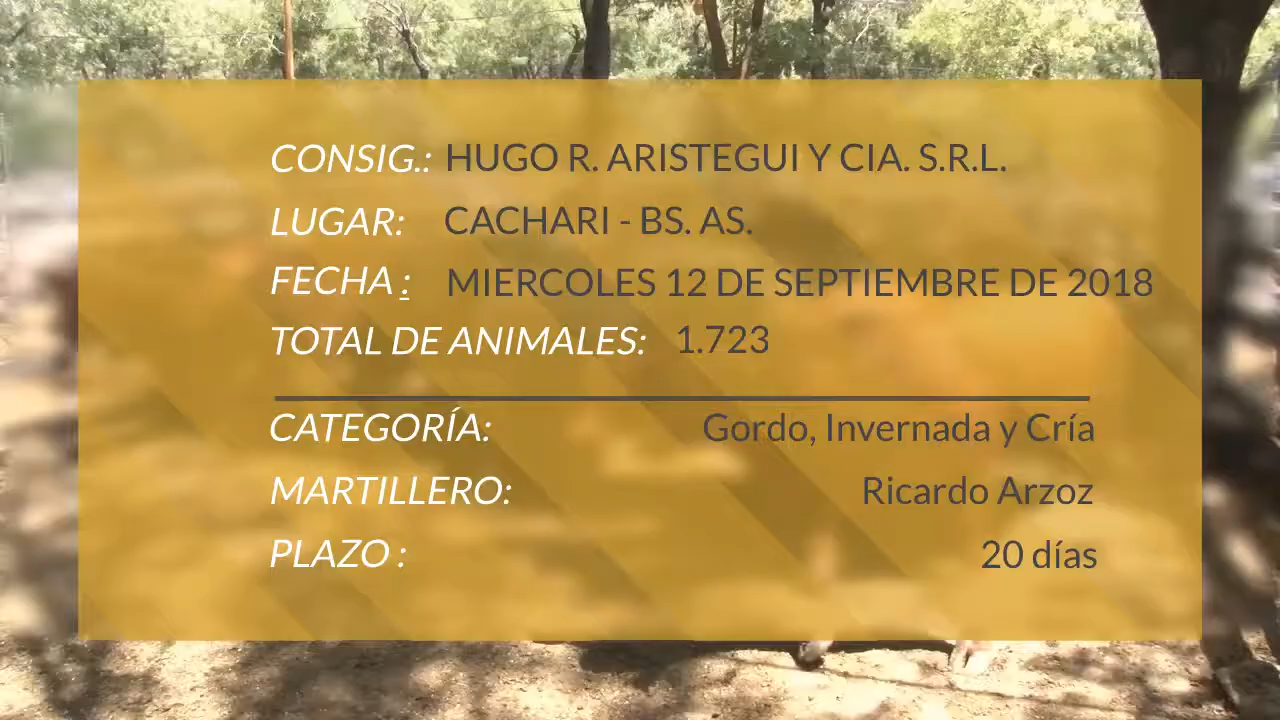 CONSIG.: HUGO R. ARISTEGUI Y CIA. S.R.L.
LUGAR: CACHARI - BS. AS.
FECHA : MIERCOLES 12 DE SEPTIEMBRE DE 2018
TOTAL DE ANIMALES: 1.723
CATEGORÍA: Gordo, Invernada y Cría
MARTILLERO: Ricardo Arzoz
PLAZO : 20 días